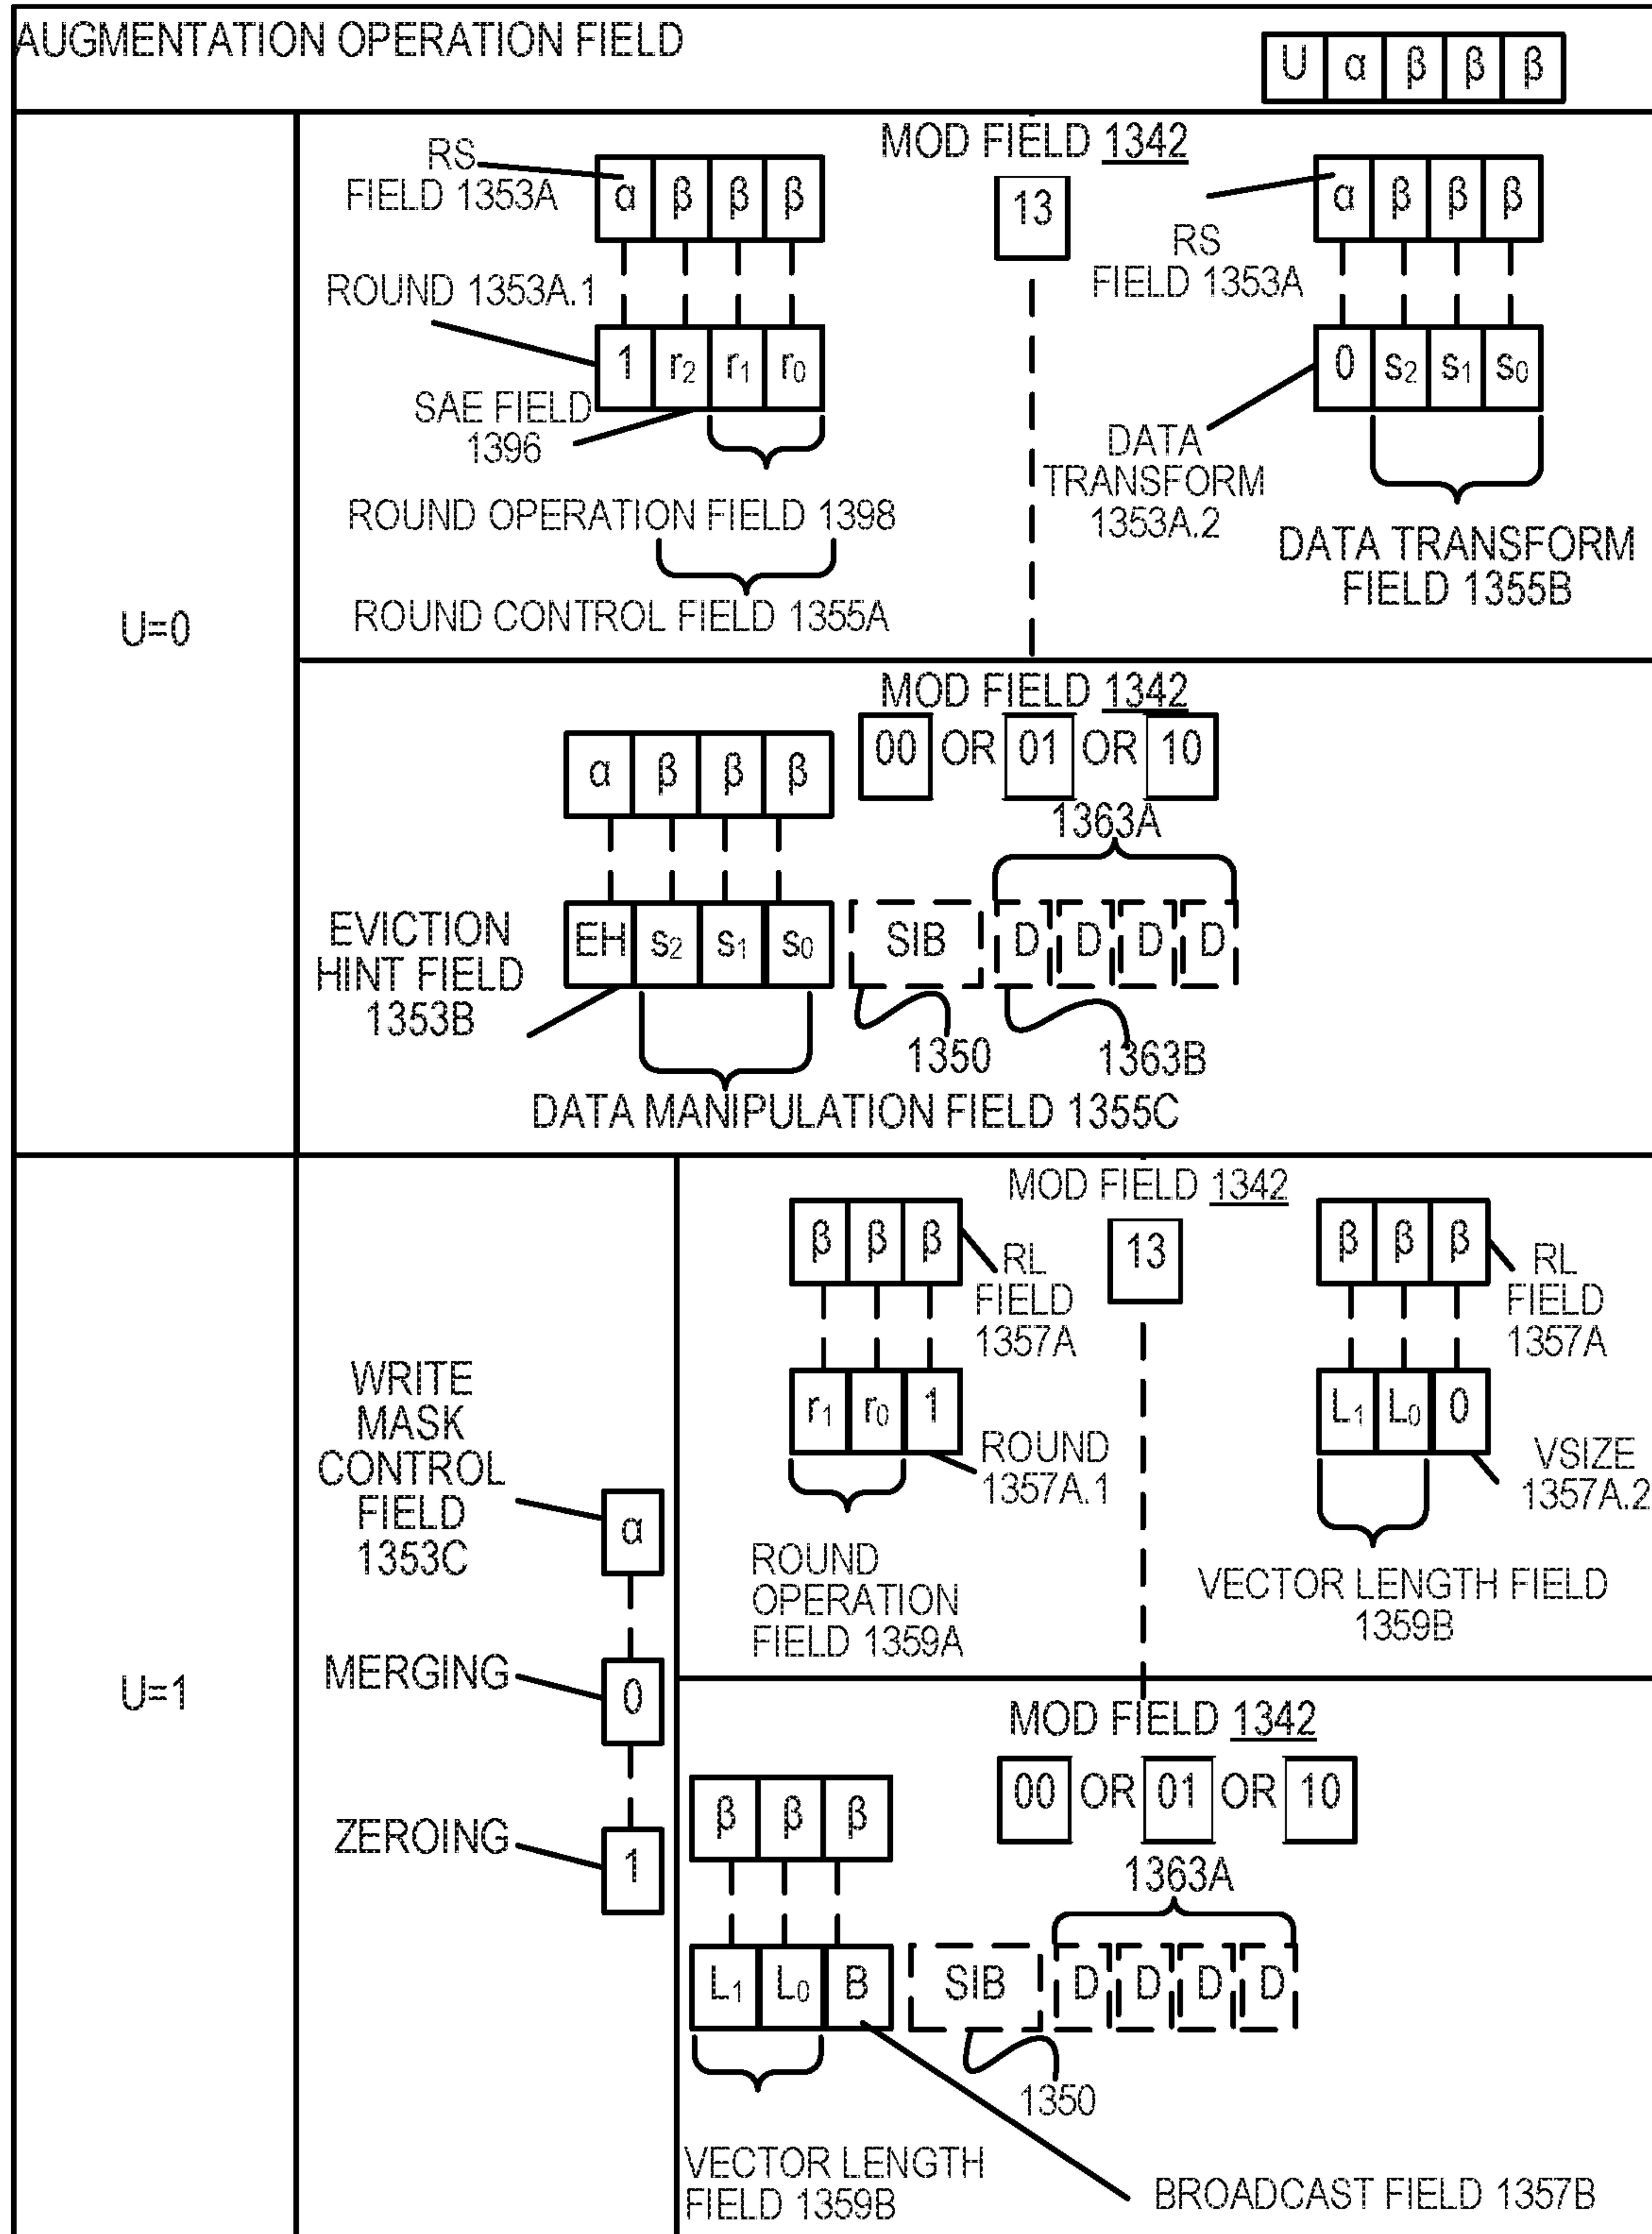 AUGMENTATION OPERATION FIELD
U α β β β
U=0
MOD FIELD 1342
13
RS
FIELD 1353A
α β β β
ROUND 1353A.1
1 r2 r1 r0
SAE FIELD
1396
ROUND OPERATION FIELD 1398
ROUND CONTROL FIELD 1355A
α β β β
RS
FIELD 1353A
0 s2 s1 s0
DATA
TRANSFORM
1353A.2
DATA TRANSFORM
FIELD 1355B
MOD FIELD 1342
00 OR 01 OR 10
α β β β
1363A
EVICTION
HINT FIELD
1353B
EH s2 s1 s0 SIB D D D D
1350
1363B
DATA MANIPULATION FIELD 1355C
U=1
WRITE
MASK
CONTROL
FIELD
1353C
α
MERGING
0
ZEROING
1
MOD FIELD 1342
13
β β β
RL
FIELD
1357A
r1 r0 1
ROUND
1357A.1
ROUND
OPERATION
FIELD 1359A
β β β
RL
FIELD
1357A
L1 L0 0
VSIZE
1357A.2
VECTOR LENGTH FIELD
1359B
MOD FIELD 1342
00 OR 01 OR 10
β β β
1363A
L1 L0 B SIB D D D D
1350
VECTOR LENGTH
FIELD 1359B
BROADCAST FIELD 1357B